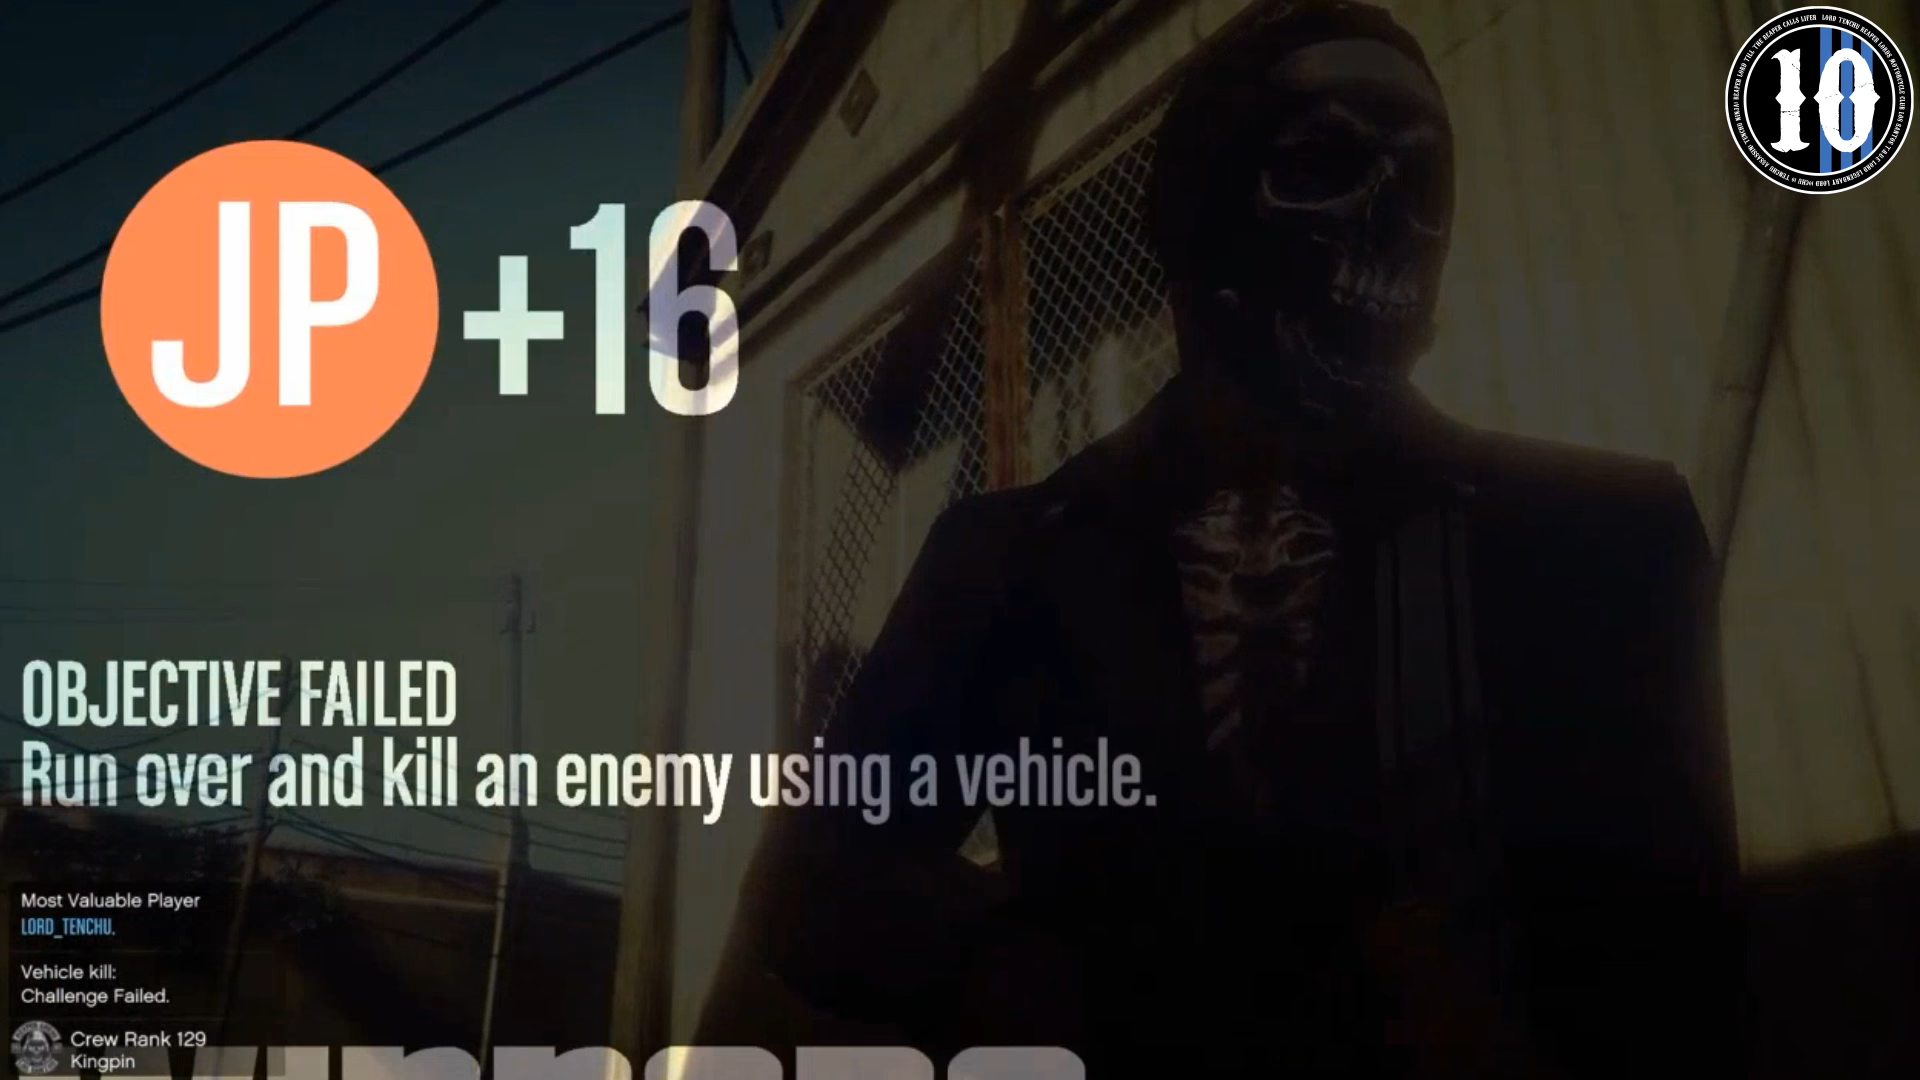 10
JP +16
OBJECTIVE FAILED
Run over and kill an enemy using a vehicle.
Most Valuable Player
LORD_TENCHU.
Vehicle kill:
Challenge Failed.
Crew Rank 129
Kingpin